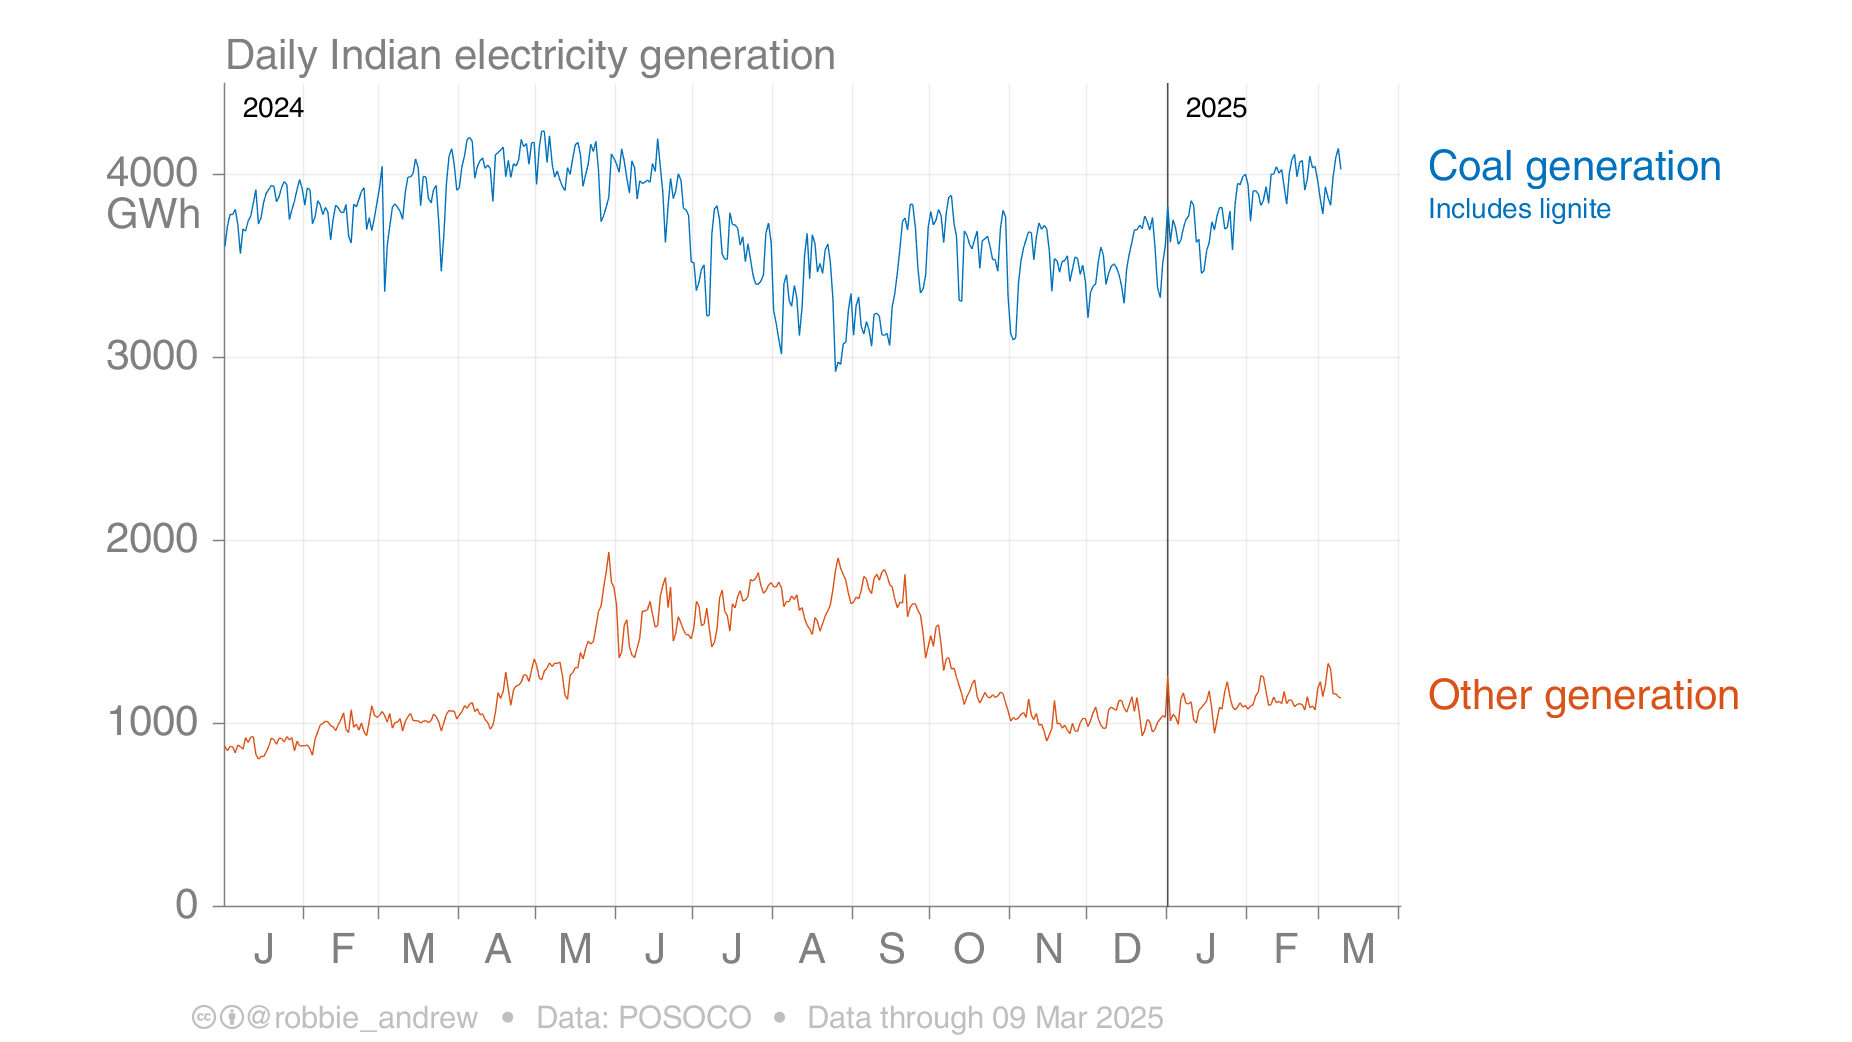 Daily Indian electricity generation
2024
2025
4000
GWh
3000
2000
1000
0
Coal generation
Includes lignite
Other generation
J F M A M J J A S O N D J F M
@robbie_andrew • Data: POSOCO • Data through 09 Mar 2025